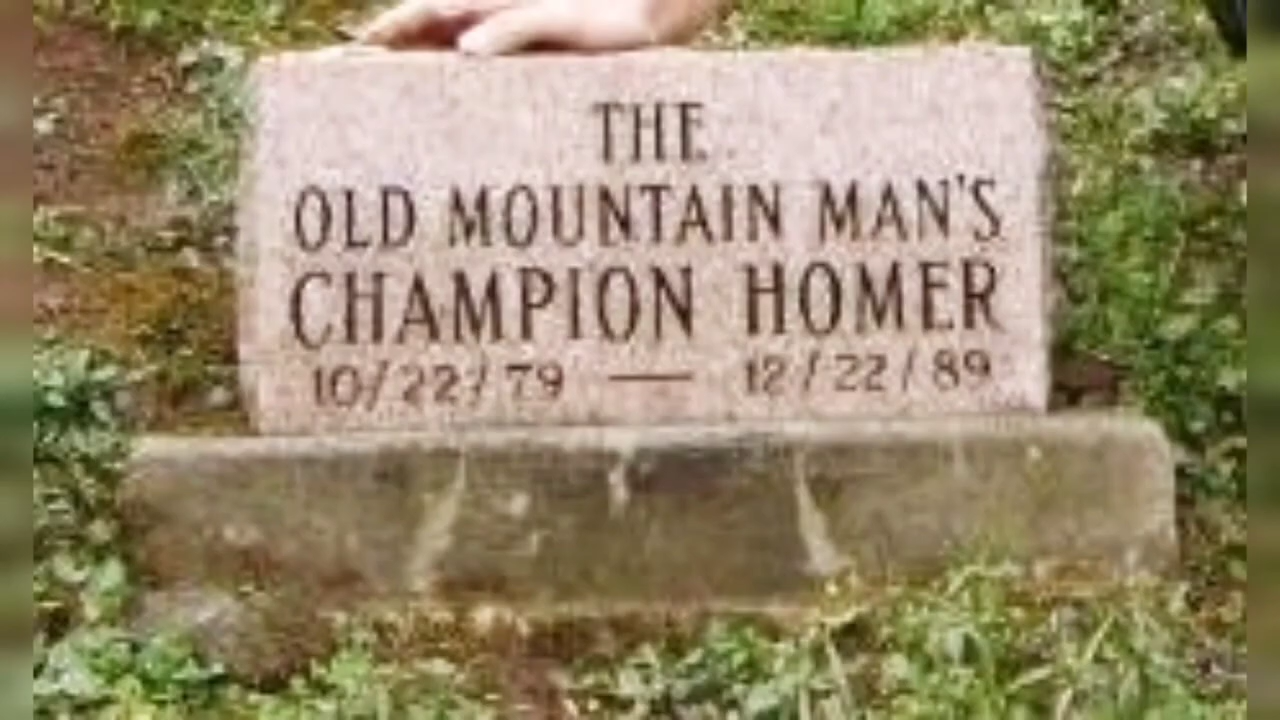 THE
OLD MOUNTAIN MAN'S
CHAMPION HOMER
10/22/79 — 12/22/89